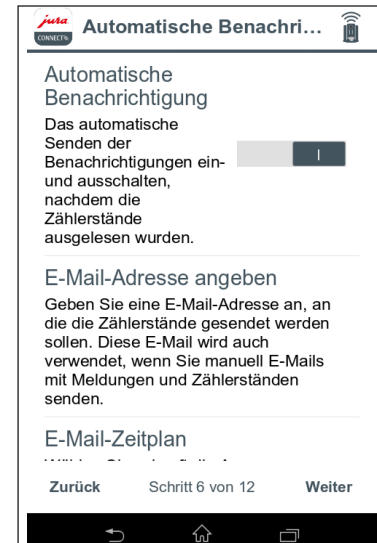 jura
CONNECT
Automatische Benachri...
Automatische
Benachrichtigung
Das automatische
Senden der
Benachrichtigungen ein-
und ausschalten,
nachdem die
Zählerstände
ausgelesen wurden.
E-Mail-Adresse angeben
Geben Sie eine E-Mail-Adresse an, an
die die Zählerstände gesendet werden
sollen. Diese E-Mail wird auch
verwendet, wenn Sie manuell E-Mails
mit Meldungen und Zählerständen
senden.
E-Mail-Zeitplan
Zurück Schritt 6 von 12 Weiter